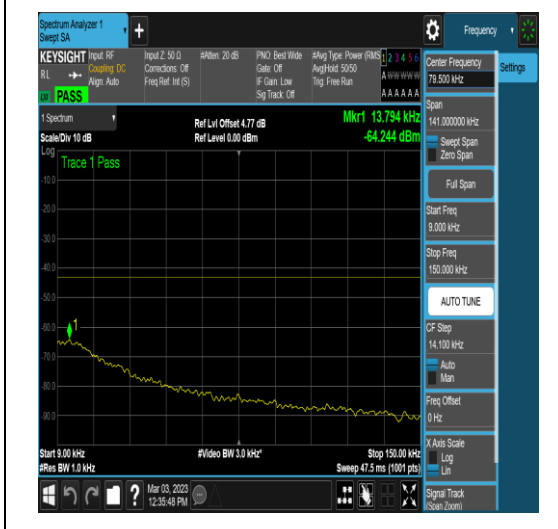 Spectrum Analyzer 1
Swept SA
+
Frequency
KEYSIGHT
RL
PASS
Input: RF
Coupling: DC
Align: Auto
Input Z: 50 Ω
Corrections: Off
Freq Ref: Int (S)
#Atten: 20 dB
PNO: Best Wide
Gate: Off
IF Gain: Low
Sig Track: Off
#Avg Type: Power (RMS
Avg|Hold: 50/50
Trig: Free Run
1 2 3 4 5 6
A W W W W W
A A A A A A
1 Spectrum
Scale/Div 10 dB
Ref Lvl Offset 4.77 dB
Ref Level 0.00 dBm
Mkr1 13.794 kHz
-64.244 dBm
Log
Trace 1 Pass
-10.0
-20.0
-30.0
-40.0
-50.0
-60.0
-70.0
-80.0
-90.0
1
Start 9.00 kHz
#Res BW 1.0 kHz
#Video BW 3.0 kHz*
Stop 150.00 kHz
Sweep 47.5 ms (1001 pts)
?
Mar 03, 2023
12:35:48 PM
Center Frequency
79.500 kHz
Settings
Span
141.000000 kHz
Swept Span
Zero Span
Full Span
Start Freq
9.000 kHz
Stop Freq
150.000 kHz
AUTO TUNE
CF Step
14.100 kHz
Auto
Man
Freq Offset
0 Hz
X Axis Scale
Log
Lin
Signal Track
(Span Zoom)